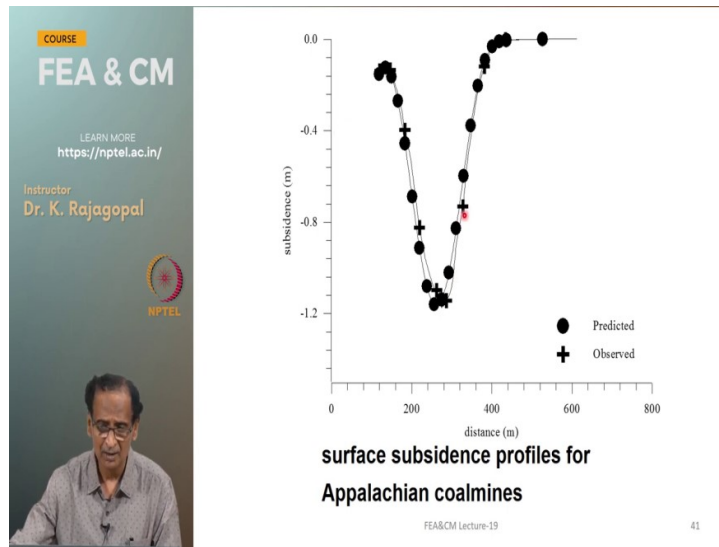 COURSE
FEA & CM
LEARN MORE
https://nptel.ac.in/
Instructor
Dr. K. Rajagopal
NPTEL
0.0
-0.4
-0.8
-1.2
subsidence (m)
Predicted
Observed
0 200 400 600 800
distance (m)
surface subsidence profiles for
Appalachian coalmines
FEA&CM Lecture-19 41